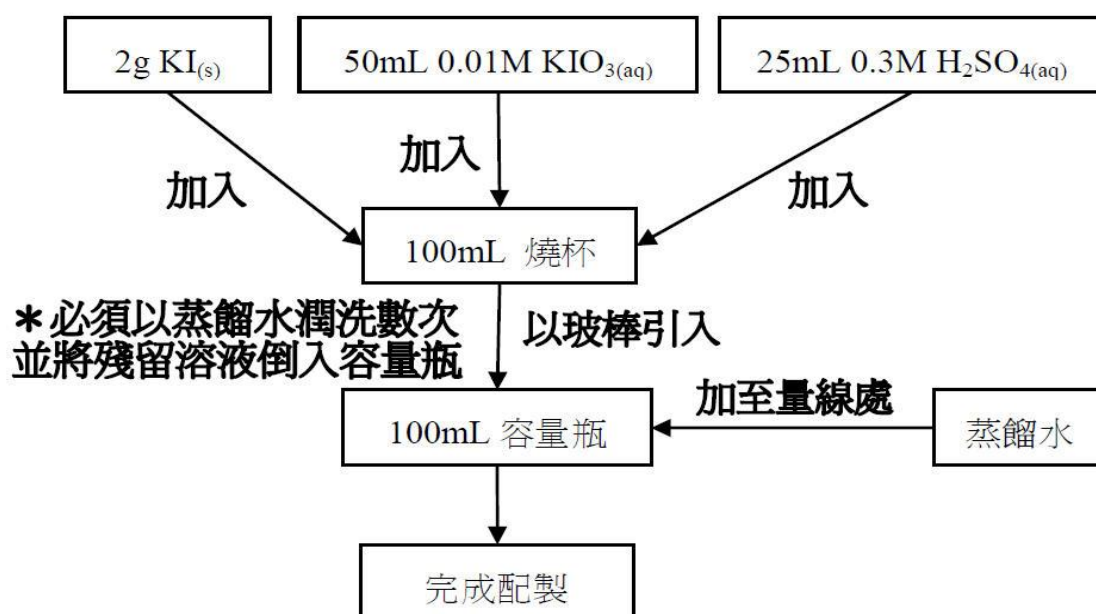 2g KI(s)
50mL 0.01M KIO3(aq)
25mL 0.3M H2SO4(aq)
加入
加入
加入
100mL 燒杯
＊必須以蒸餾水潤洗數次
並將殘留溶液倒入容量瓶
以玻棒引入
100mL 容量瓶
加至量線處
蒸餾水
完成配製